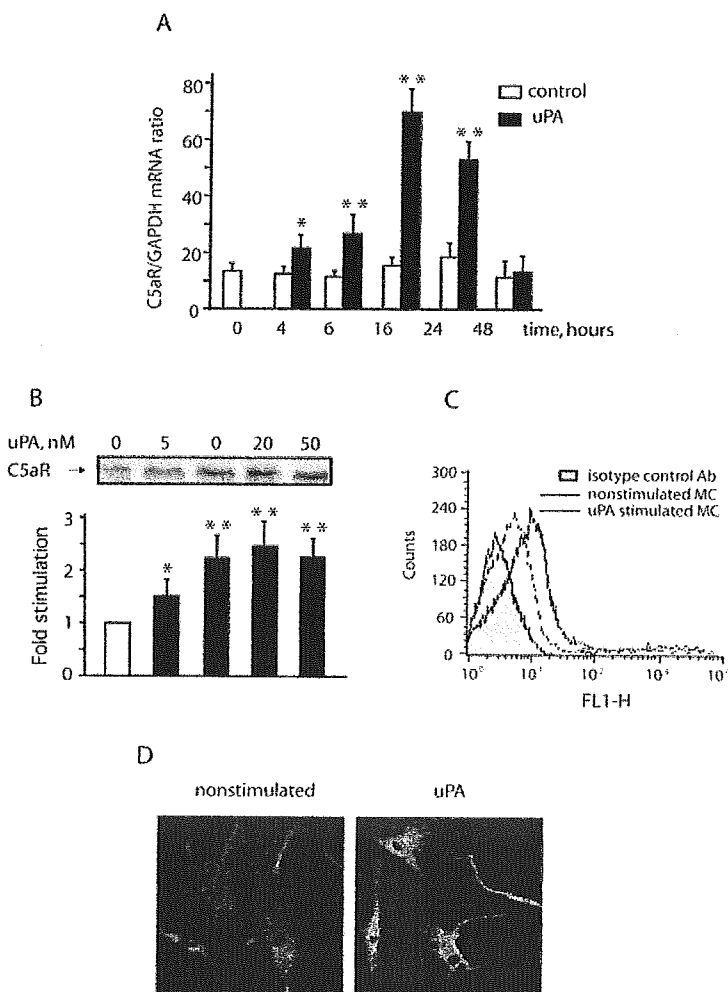 A
C5aR/GAPDH mRNA ratio
80
60
40
20
0
control
uPA
*
* *
* *
* *
0 4 6 16 24 48 time, hours
B
uPA, nM 0 5 0 20 50
C5aR
Fold stimulation
3
2
1
0
*
* *
* *
* *
C
Counts
300
240
180
120
60
0
isotype control Ab
nonstimulated MC
uPA stimulated MC
10⁰ 10¹
FL1-H
D
nonstimulated uPA